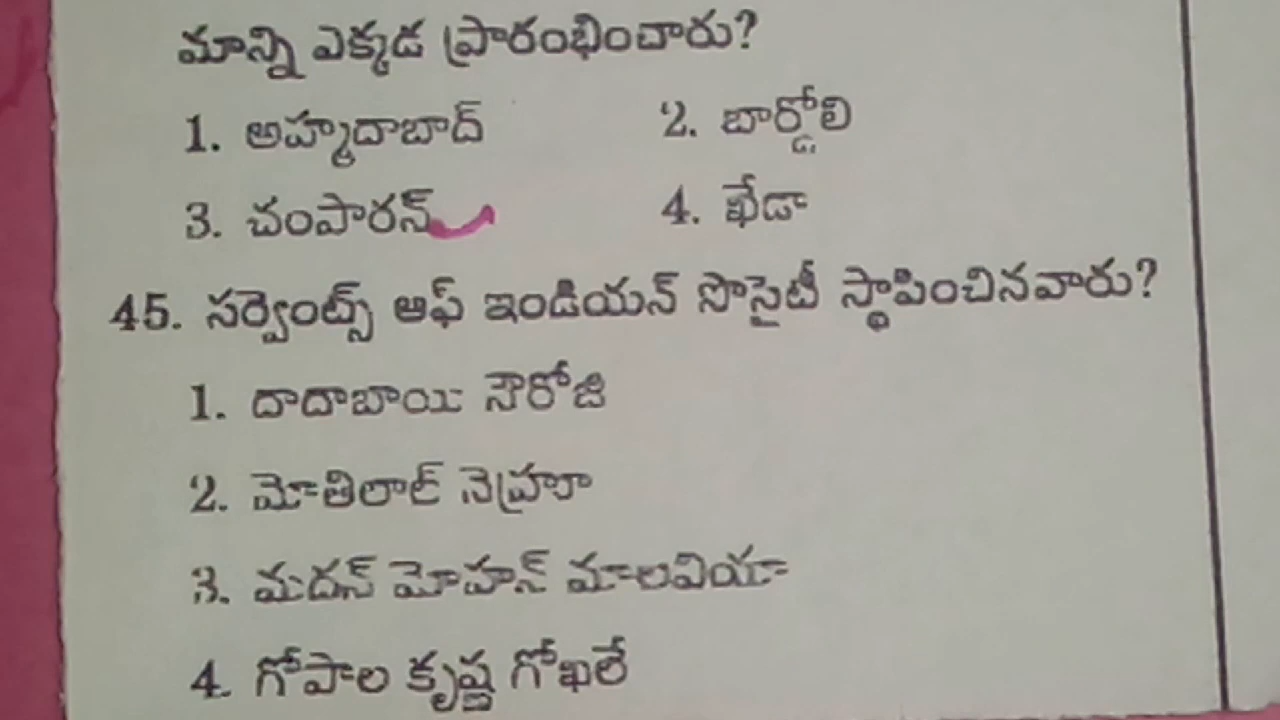 మాన్ని ఎక్కడ ప్రారంభించారు?
1. అహ్మదాబాద్ 2. బార్డోలి
3. చంపారన్ 4. ఖేడా
45. సర్వెంట్స్ ఆఫ్ ఇండియన్ సొసైటీ స్థాపించినవారు?
1. దాదాబాయి నౌరోజి
2. మోతిలాల్ నెహ్రూ
3. మదన్ మోహన్ మాలవియా
4. గోపాల కృష్ణ గోఖలే